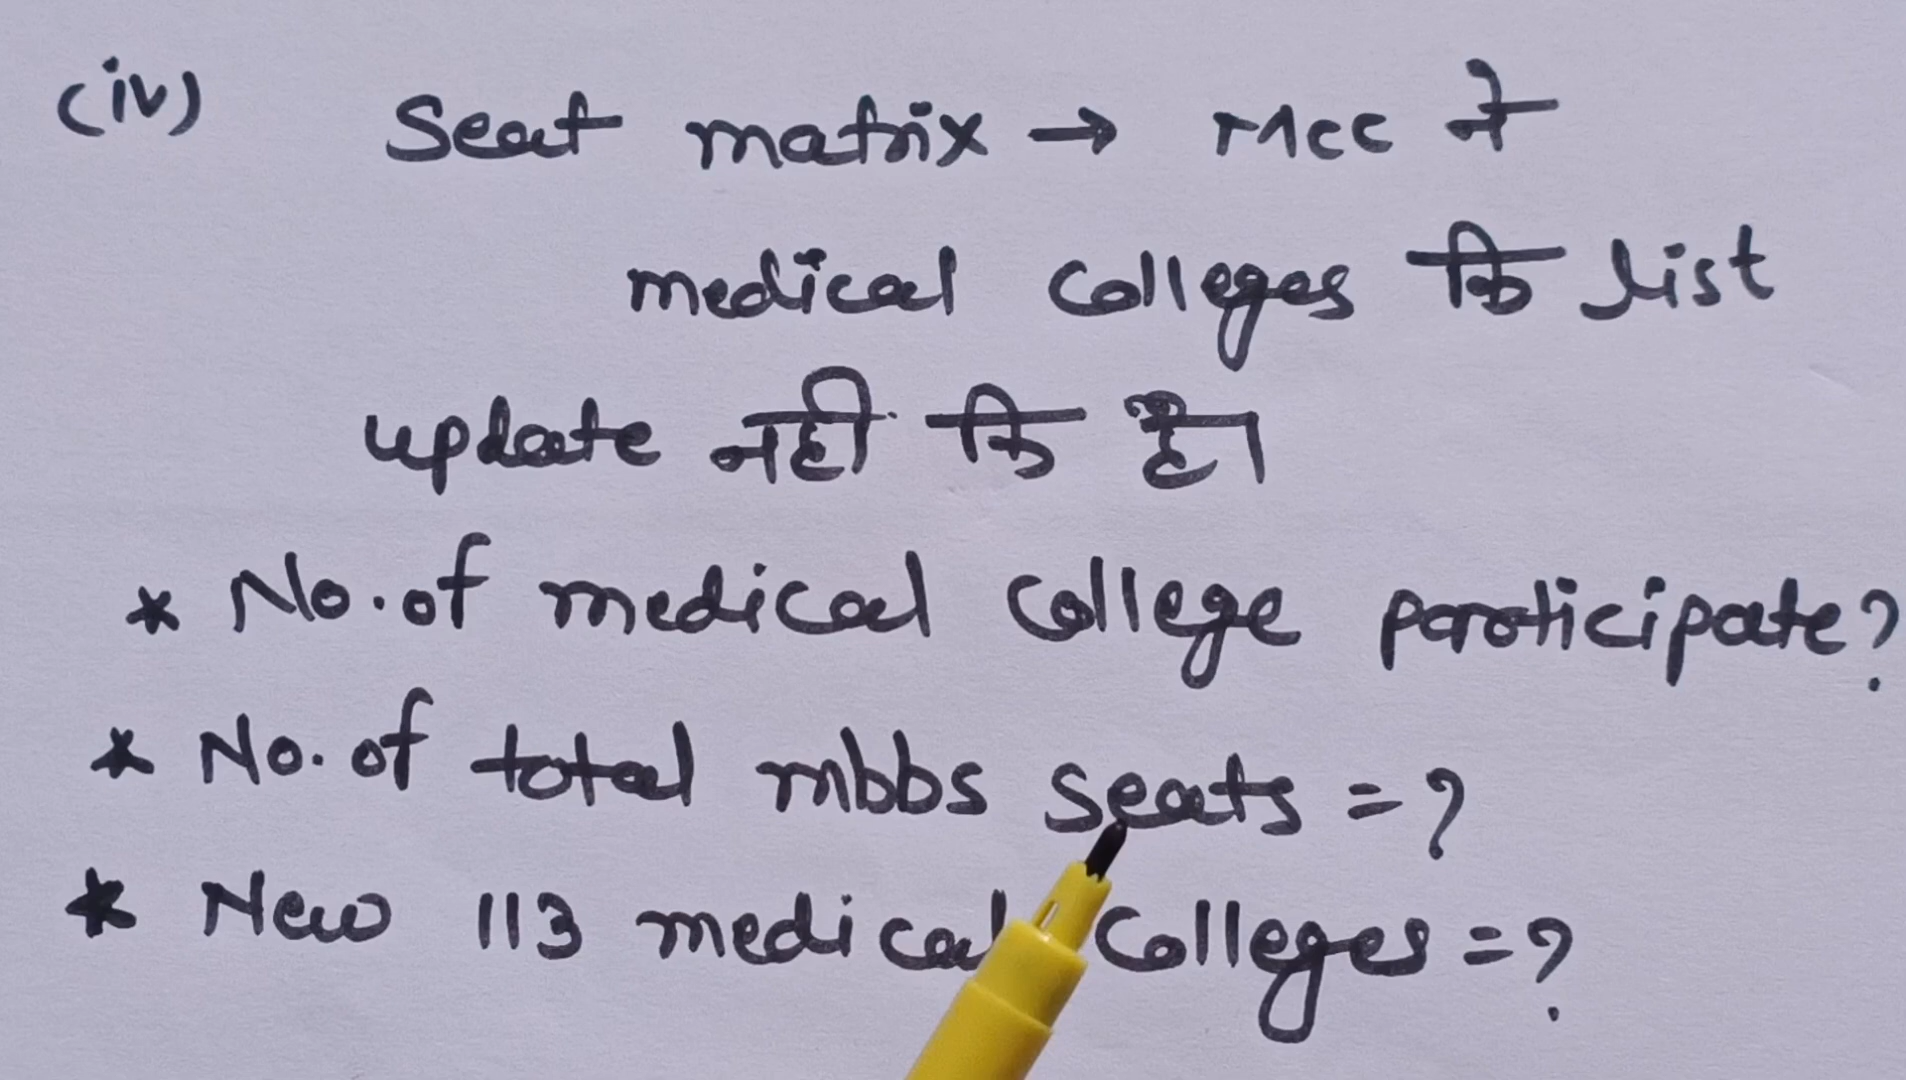 (iv) Seat matrix → MCC ने
medical colleges कि list
update नही कि है।
* No. of medical college participate?
* No. of total mbbs seats = ?
* New 113 medical colleges = ?